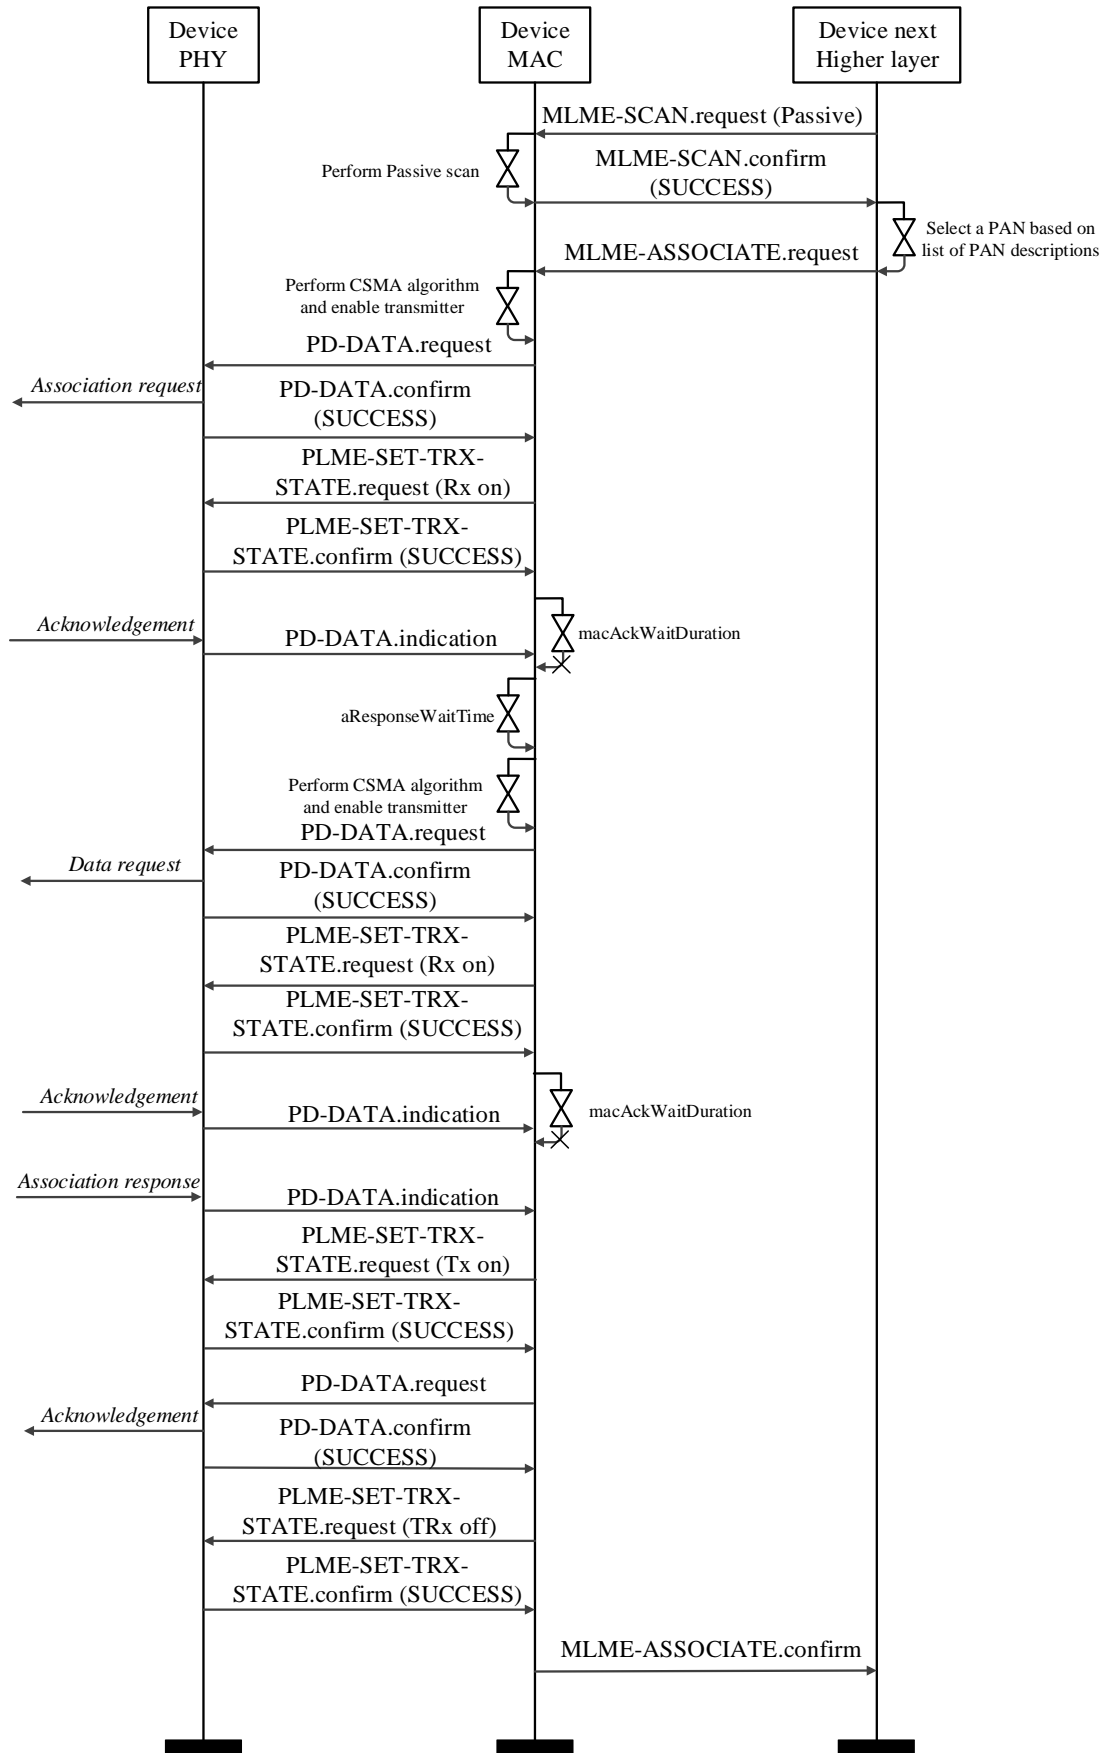 Device
PHY
Device
MAC
Device next
Higher layer
MLME-SCAN.request (Passive)
Perform Passive scan
MLME-SCAN.confirm
(SUCCESS)
Select a PAN based on
list of PAN descriptions
MLME-ASSOCIATE.request
Perform CSMA algorithm
and enable transmitter
PD-DATA.request
Association request
PD-DATA.confirm
(SUCCESS)
PLME-SET-TRX-
STATE.request (Rx on)
PLME-SET-TRX-
STATE.confirm (SUCCESS)
Acknowledgement
PD-DATA.indication
macAckWaitDuration
aResponseWaitTime
Perform CSMA algorithm
and enable transmitter
PD-DATA.request
Data request
PD-DATA.confirm
(SUCCESS)
PLME-SET-TRX-
STATE.request (Rx on)
PLME-SET-TRX-
STATE.confirm (SUCCESS)
Acknowledgement
PD-DATA.indication
macAckWaitDuration
Association response
PD-DATA.indication
PLME-SET-TRX-
STATE.request (Tx on)
PLME-SET-TRX-
STATE.confirm (SUCCESS)
PD-DATA.request
Acknowledgement
PD-DATA.confirm
(SUCCESS)
PLME-SET-TRX-
STATE.request (TRx off)
PLME-SET-TRX-
STATE.confirm (SUCCESS)
MLME-ASSOCIATE.confirm